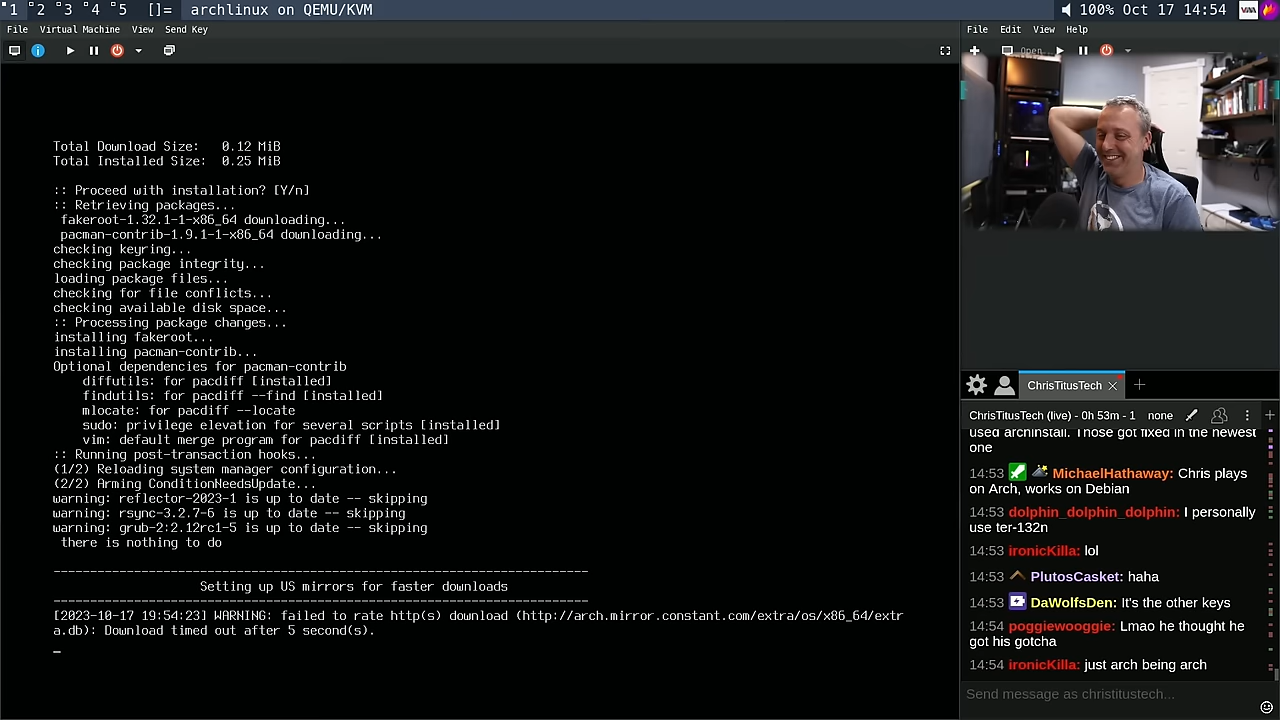 1 2 3 4 5 []= archlinux on QEMU/KVM
100% Oct 17 14:54
File Virtual Machine View Send Key
Total Download Size: 0.12 MiB
Total Installed Size: 0.25 MiB
:: Proceed with installation? [Y/n]
:: Retrieving packages...
fakeroot-1.32.1-1-x86_64 downloading...
pacman-contrib-1.9.1-1-x86_64 downloading...
checking keyring...
checking package integrity...
loading package files...
checking for file conflicts...
checking available disk space...
:: Processing package changes...
installing fakeroot...
installing pacman-contrib...
Optional dependencies for pacman-contrib
diffutils: for pacdiff [installed]
findutils: for pacdiff --find [installed]
mlocate: for pacdiff --locate
sudo: privilege elevation for several scripts [installed]
vim: default merge program for pacdiff [installed]
:: Running post-transaction hooks...
(1/2) Reloading system manager configuration...
(2/2) Arming ConditionNeedsUpdate...
warning: reflector-2023-1 is up to date -- skipping
warning: rsync-3.2.7-6 is up to date -- skipping
warning: grub-2:2.12rc1-5 is up to date -- skipping
there is nothing to do
-------------------------------------------------------------------------
Setting up US mirrors for faster downloads
-------------------------------------------------------------------------
[2023-10-17 19:54:23] WARNING: failed to rate http(s) download (http://arch.mirror.constant.com/extra/os/x86_64/extr
a.db): Download timed out after 5 second(s).
File Edit View Help
Open
ChrisTitusTech
ChrisTitusTech (live) - 0h 53m - 1 none
used archinstall. Those got fixed in the newest
one
14:53 MichaelHathaway: Chris plays
on Arch, works on Debian
14:53 dolphin_dolphin_dolphin: I personally
use ter-132n
14:53 ironicKilla: lol
14:53 PlutosCasket: haha
14:53 DaWolfsDen: It's the other keys
14:54 poggiewooggie: Lmao he thought he
got his gotcha
14:54 ironicKilla: just arch being arch
Send message as christitustech...